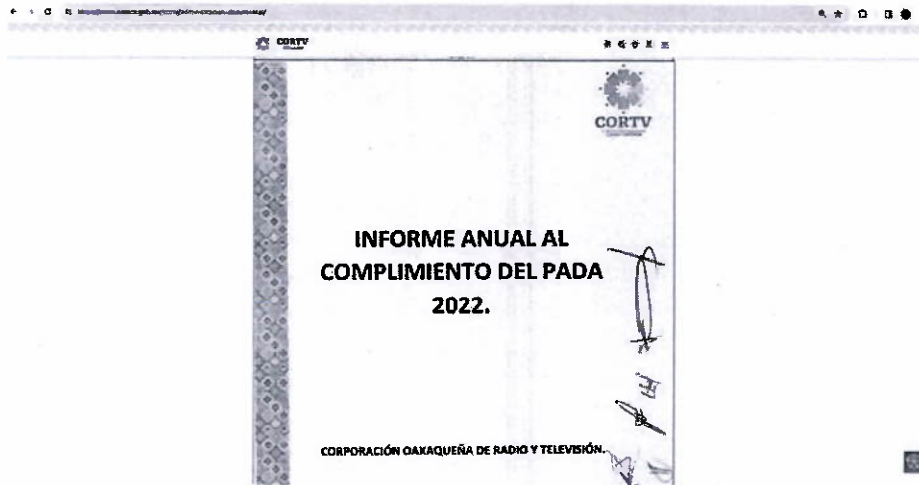 CORTV
CORTV
INFORME ANUAL AL
COMPLIMIENTO DEL PADA
2022.
CORPORACIÓN OAXAQUEÑA DE RADIO Y TELEVISIÓN.